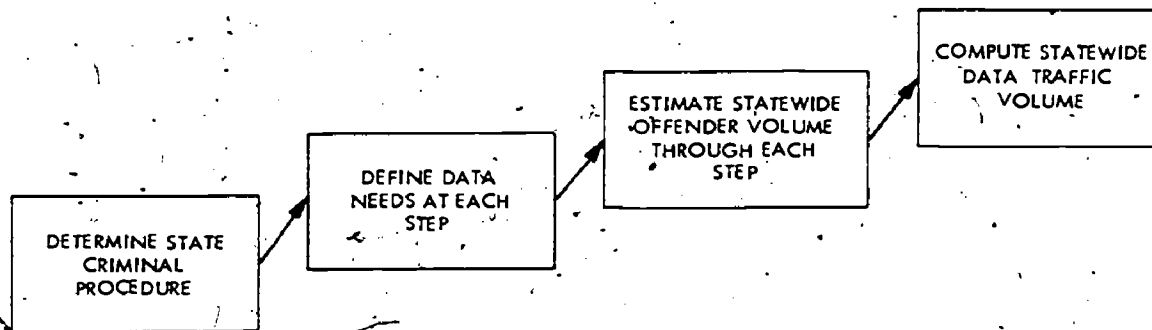 DETERMINE STATE
CRIMINAL
PROCEDURE
DEFINE DATA
NEEDS AT EACH
STEP
ESTIMATE STATEWIDE
OFFENDER VOLUME
THROUGH EACH
STEP
COMPUTE STATEWIDE
DATA TRAFFIC
VOLUME